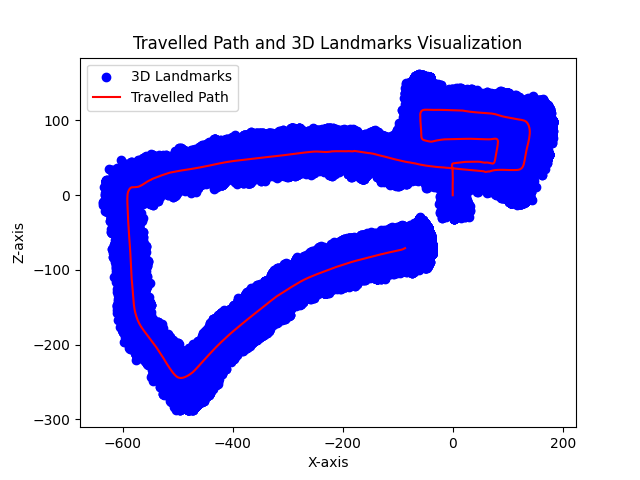 Travelled Path and 3D Landmarks Visualization
3D Landmarks
Travelled Path
100
0
−100
−200
−300
Z-axis
−600
−400
−200
0
200
X-axis